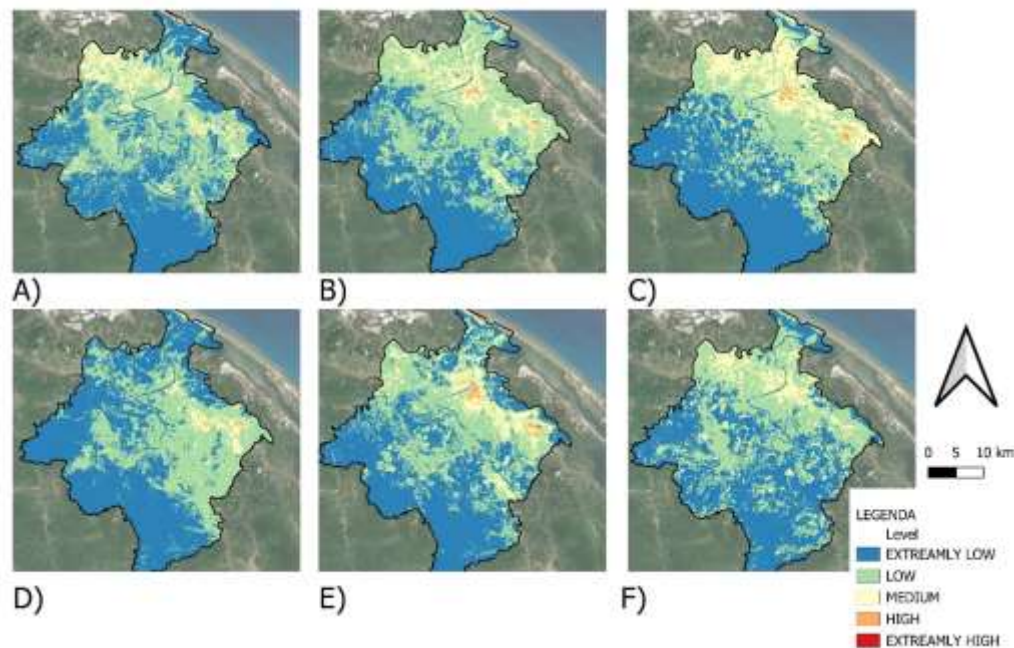 A)
B)
C)
D)
E)
F)
0 5 10 km
LEGENDA
Level
EXTREAMLY LOW
LOW
MEDIUM
HIGH
EXTREAMLY HIGH